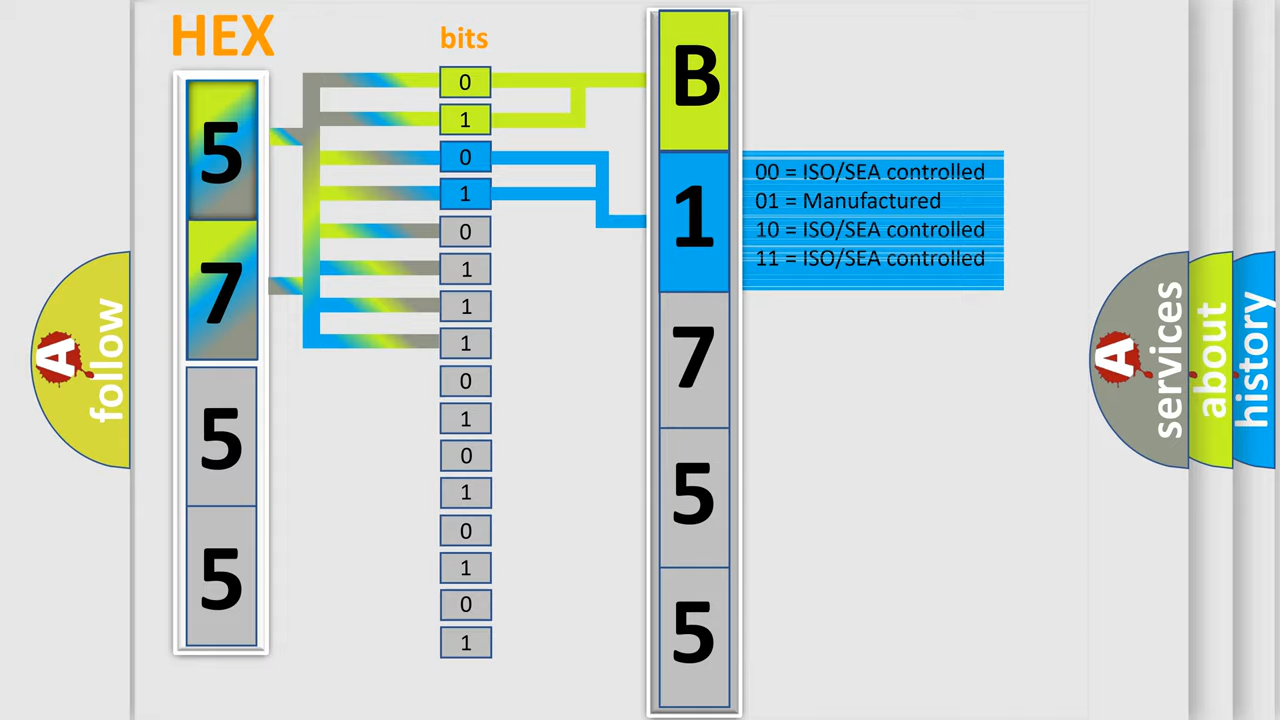 HEX
bits
5
7
5
5
0
1
0
1
0
1
1
1
0
1
0
1
0
1
0
1
B
1
7
5
5
00 = ISO/SEA controlled
01 = Manufactured
10 = ISO/SEA controlled
11 = ISO/SEA controlled
A
follow
A
services
about
history